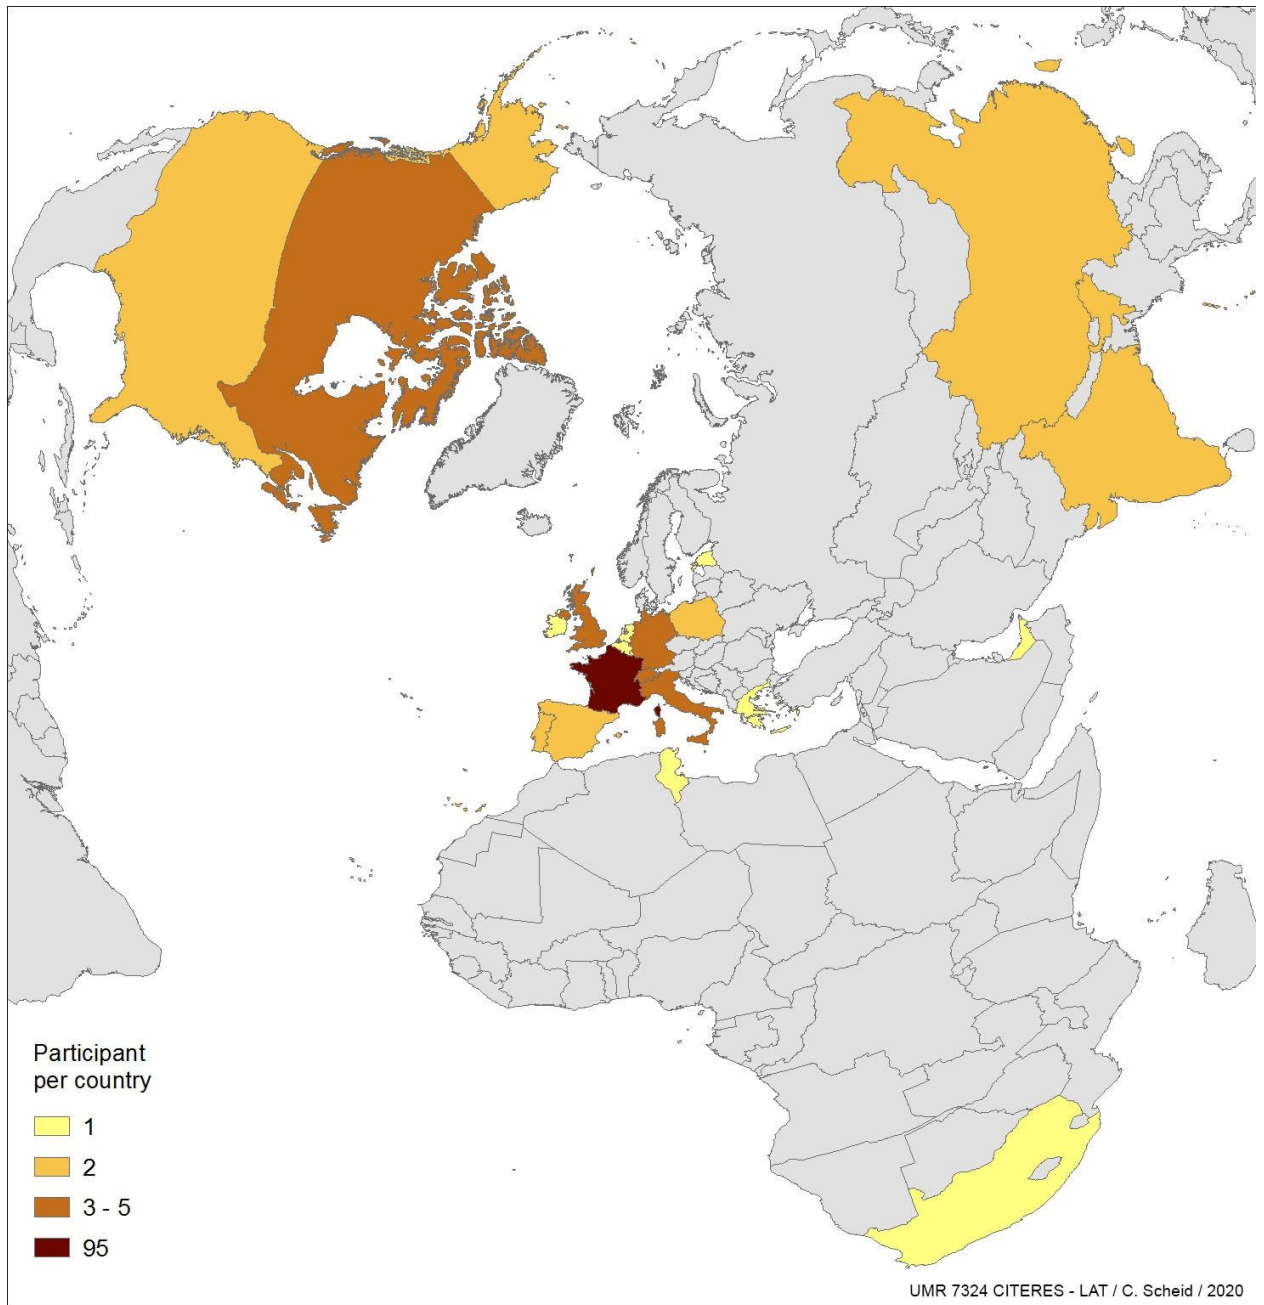 Participant
per country
1
2
3 - 5
95
UMR 7324 CITERES - LAT / C. Scheid / 2020